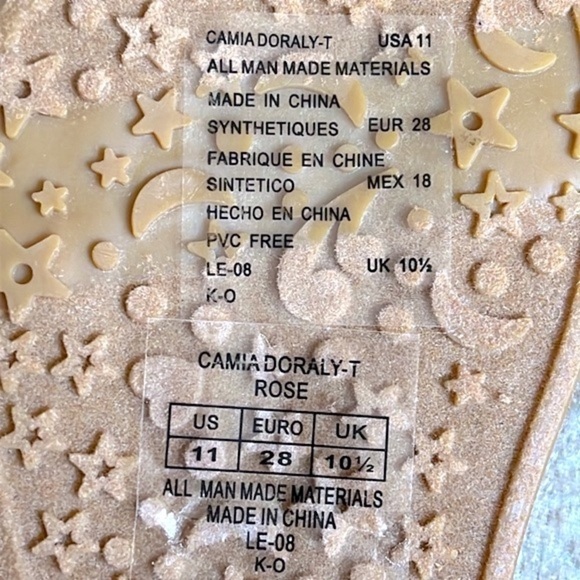 CAMIA DORALY-T USA 11
ALL MAN MADE MATERIALS
MADE IN CHINA
SYNTHETIQUES EUR 28
FABRIQUE EN CHINE
SINTETICO MEX 18
HECHO EN CHINA
PVC FREE
LE-08 UK 10½
K-O
CAMIA DORALY-T
ROSE
US EURO UK
11 28 10½
ALL MAN MADE MATERIALS
MADE IN CHINA
LE-08
K-O